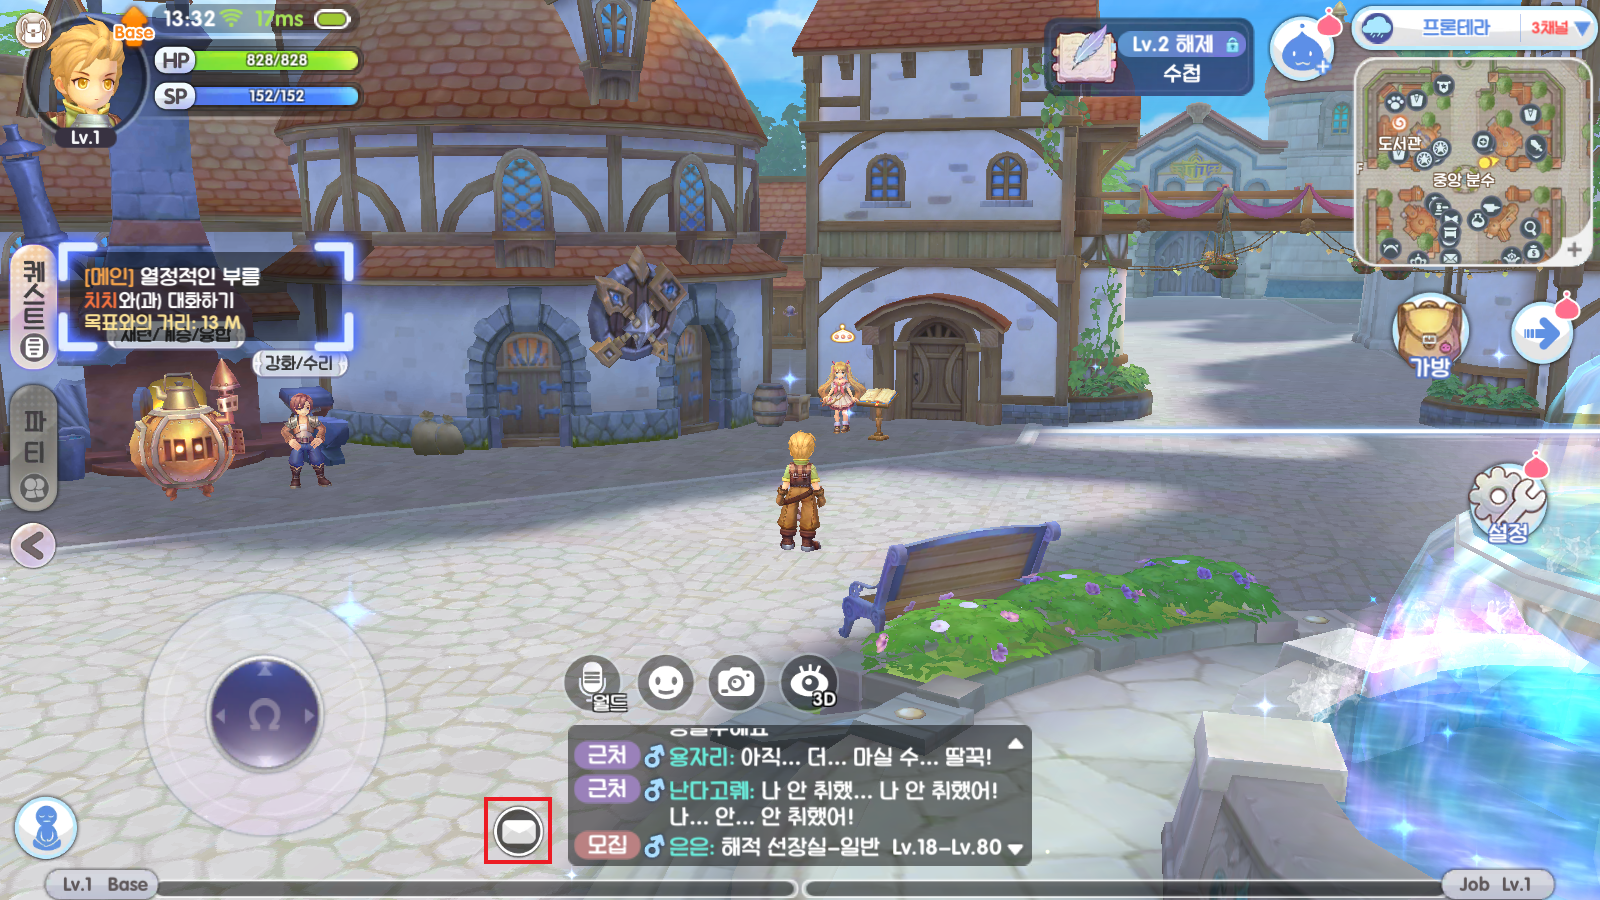 13:32
17ms
Base
HP
828/828
SP
152/152
Lv.1
Lv.2 해제
수첩
프론테라
3채널
도서관
F
중앙 분수
퀘스트
[메인] 열정적인 부름
치치와(과) 대화하기
목표와의 거리: 13 M
강화/수리
파티
가방
설정
월드
3D
근처 용자리: 아직... 더... 마실 수... 딸꾹!
근처 난다고뤠: 나 안 취했... 나 안 취했어!
나... 안... 안 취했어!
모집 은은: 해적 선장실-일반 Lv.18-Lv.80
Lv.1 Base
Job Lv.1